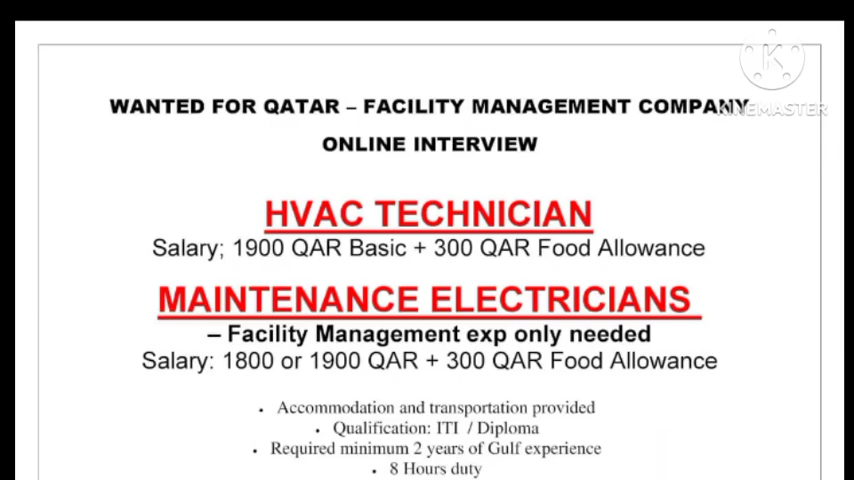 WANTED FOR QATAR – FACILITY MANAGEMENT COMPANY
KINEMASTER
ONLINE INTERVIEW
HVAC TECHNICIAN
Salary; 1900 QAR Basic + 300 QAR Food Allowance
MAINTENANCE ELECTRICIANS
– Facility Management exp only needed
Salary: 1800 or 1900 QAR + 300 QAR Food Allowance
• Accommodation and transportation provided
• Qualification: ITI / Diploma
• Required minimum 2 years of Gulf experience
• 8 Hours duty